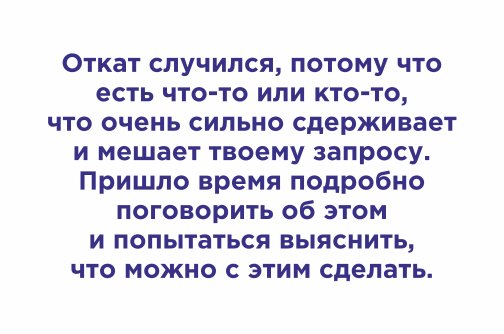 Откат случился, потому что
есть что-то или кто-то,
что очень сильно сдерживает
и мешает твоему запросу.
Пришло время подробно
поговорить об этом
и попытаться выяснить,
что можно с этим сделать.